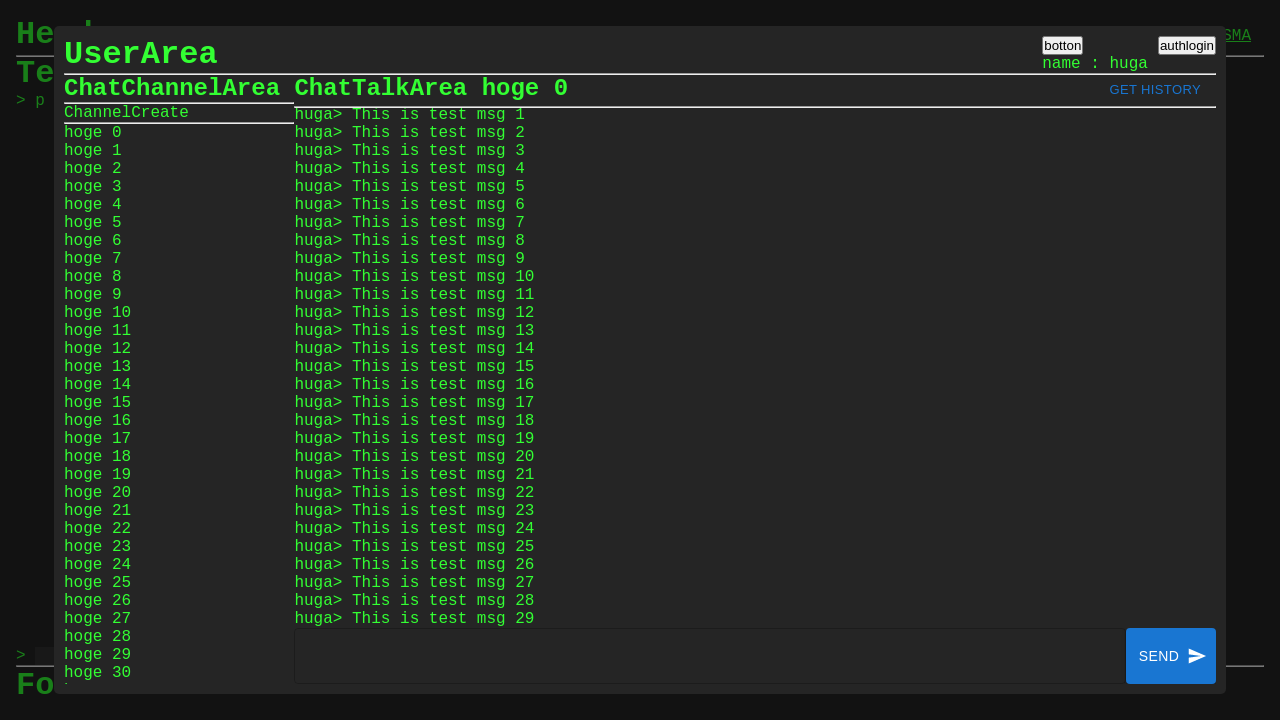 He
SMA
UserArea
botton
authlogin
name : huga
Te
> p
ChatChannelArea
ChannelCreate
hoge 0
hoge 1
hoge 2
hoge 3
hoge 4
hoge 5
hoge 6
hoge 7
hoge 8
hoge 9
hoge 10
hoge 11
hoge 12
hoge 13
hoge 14
hoge 15
hoge 16
hoge 17
hoge 18
hoge 19
hoge 20
hoge 21
hoge 22
hoge 23
hoge 24
hoge 25
hoge 26
hoge 27
hoge 28
hoge 29
hoge 30
ChatTalkArea hoge 0
GET HISTORY
huga> This is test msg 1
huga> This is test msg 2
huga> This is test msg 3
huga> This is test msg 4
huga> This is test msg 5
huga> This is test msg 6
huga> This is test msg 7
huga> This is test msg 8
huga> This is test msg 9
huga> This is test msg 10
huga> This is test msg 11
huga> This is test msg 12
huga> This is test msg 13
huga> This is test msg 14
huga> This is test msg 15
huga> This is test msg 16
huga> This is test msg 17
huga> This is test msg 18
huga> This is test msg 19
huga> This is test msg 20
huga> This is test msg 21
huga> This is test msg 22
huga> This is test msg 23
huga> This is test msg 24
huga> This is test msg 25
huga> This is test msg 26
huga> This is test msg 27
huga> This is test msg 28
huga> This is test msg 29
SEND
>
Fo